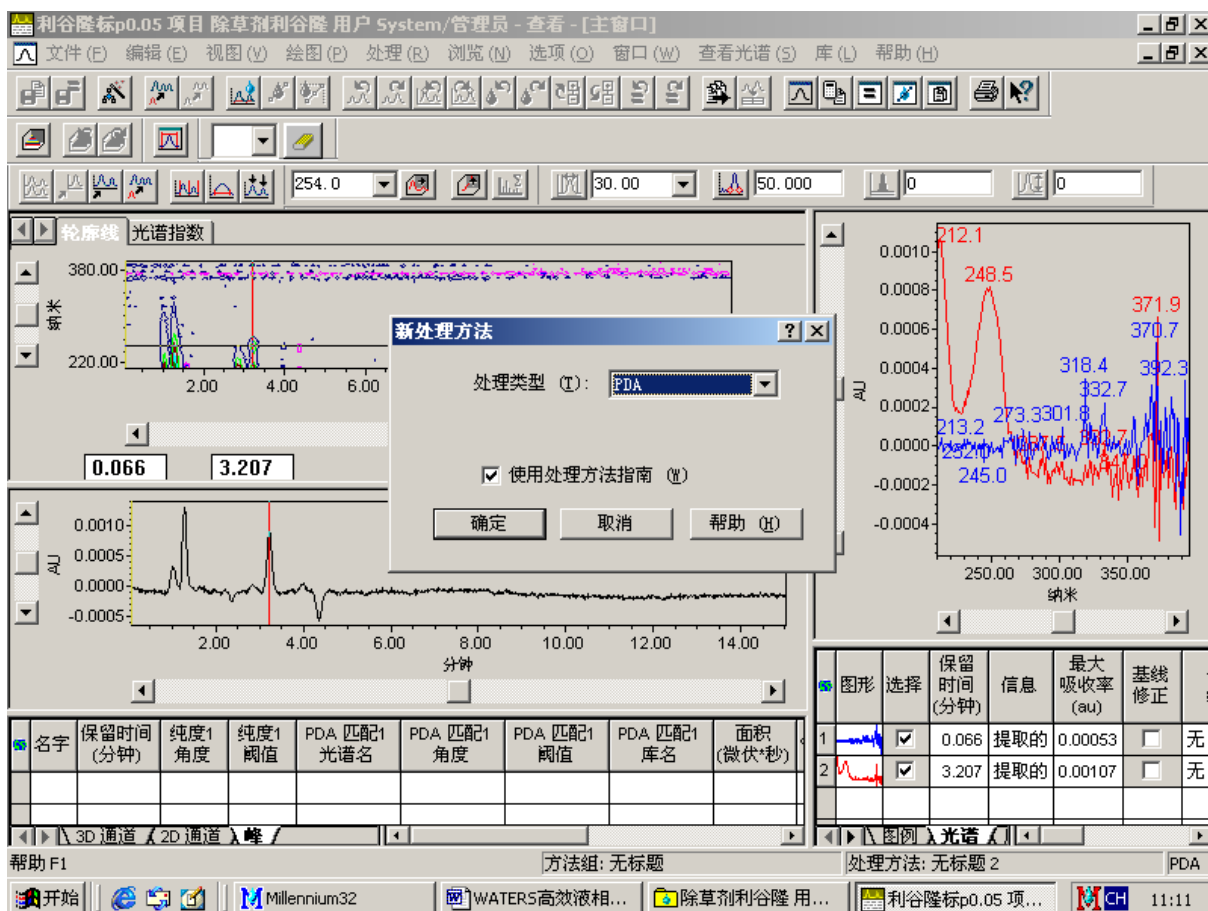 利谷隆标p0.05 项目 除草剂利谷隆 用户 System/管理员 - 查看 - [主窗口]
文件(F) 编辑(E) 视图(V) 绘图(P) 处理(R) 浏览(N) 选项(O) 窗口(W) 查看光谱(S) 库(L) 帮助(H)
254.0 30.00 50.000 0 0
轮廓线 光谱指数
380.00
纳米
220.00
2.00 4.00 6.00
0.066 3.207
0.0010
0.0005
AU
0.0000
-0.0005
2.00 4.00 6.00 8.00 10.00 12.00 14.00
分钟
新处理方法
处理类型 (T): PDA
使用处理方法指南 (W)
确定 取消 帮助 (H)
212.1
248.5
371.9
370.7
318.4
392.3
332.7
273.3 301.8
213.2
252.0
245.0
0.0010
0.0008
0.0006
0.0004
AU
0.0002
0.0000
-0.0002
-0.0004
250.00 300.00 350.00
纳米
名字 保留时间(分钟) 纯度1角度 纯度1阈值 PDA 匹配1光谱名 PDA 匹配1角度 PDA 匹配1阈值 PDA 匹配1库名 面积(微伏*秒)
3D 通道 2D 通道 峰
图形 选择 保留时间(分钟) 信息 最大吸收率(au) 基线修正
1 0.066 提取的 0.00053 无
2 3.207 提取的 0.00107 无
图例 光谱
帮助 F1 方法组: 无标题 处理方法: 无标题 2 PDA
开始 Millennium32 WATERS高效液相... 除草剂利谷隆 用... 利谷隆标p0.05 项... CH 11:11